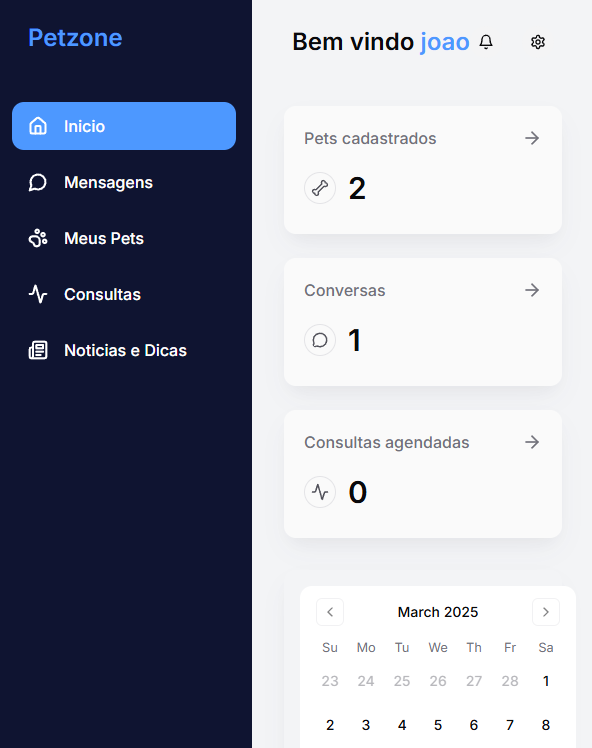 Petzone
Inicio
Mensagens
Meus Pets
Consultas
Noticias e Dicas
Bem vindo joao
Pets cadastrados
2
Conversas
1
Consultas agendadas
0
March 2025
Su Mo Tu We Th Fr Sa
23 24 25 26 27 28 1
2 3 4 5 6 7 8